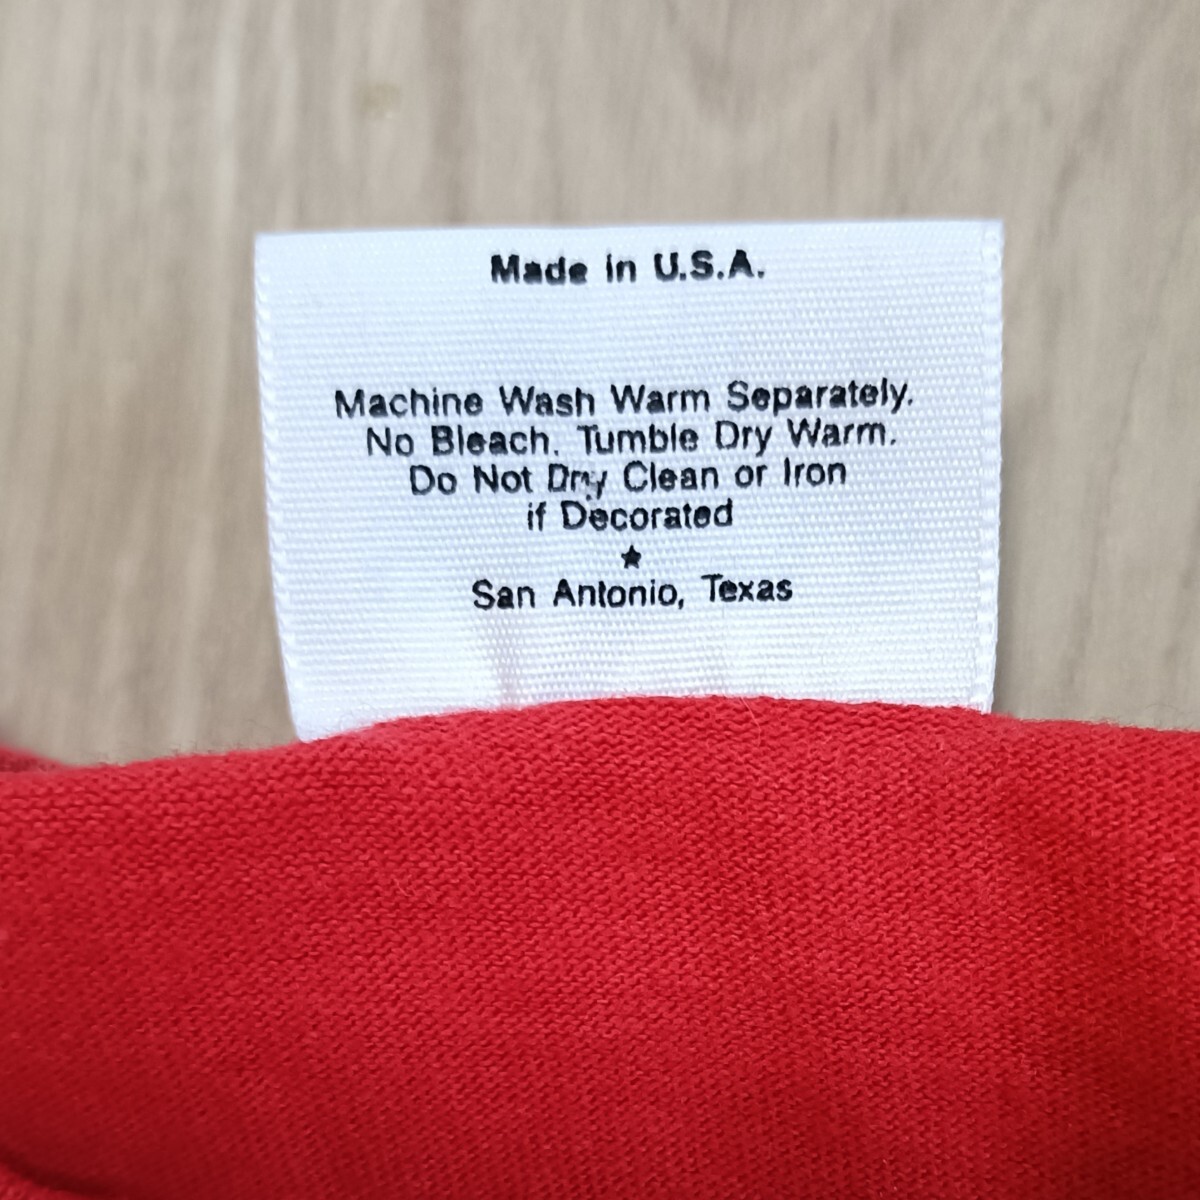 Made in U.S.A.
Machine Wash Warm Separately.
No Bleach. Tumble Dry Warm.
Do Not Dry Clean or Iron
if Decorated
★
San Antonio, Texas